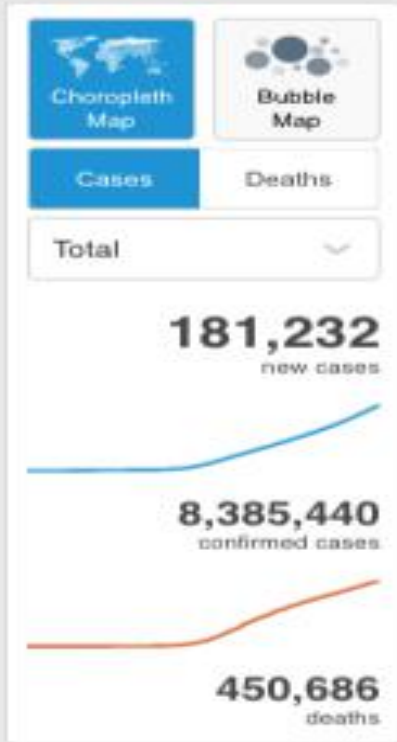 Choropleth
Map
Bubble
Map
Cases
Deaths
Total
181,232
new cases
8,385,440
confirmed cases
450,686
deaths